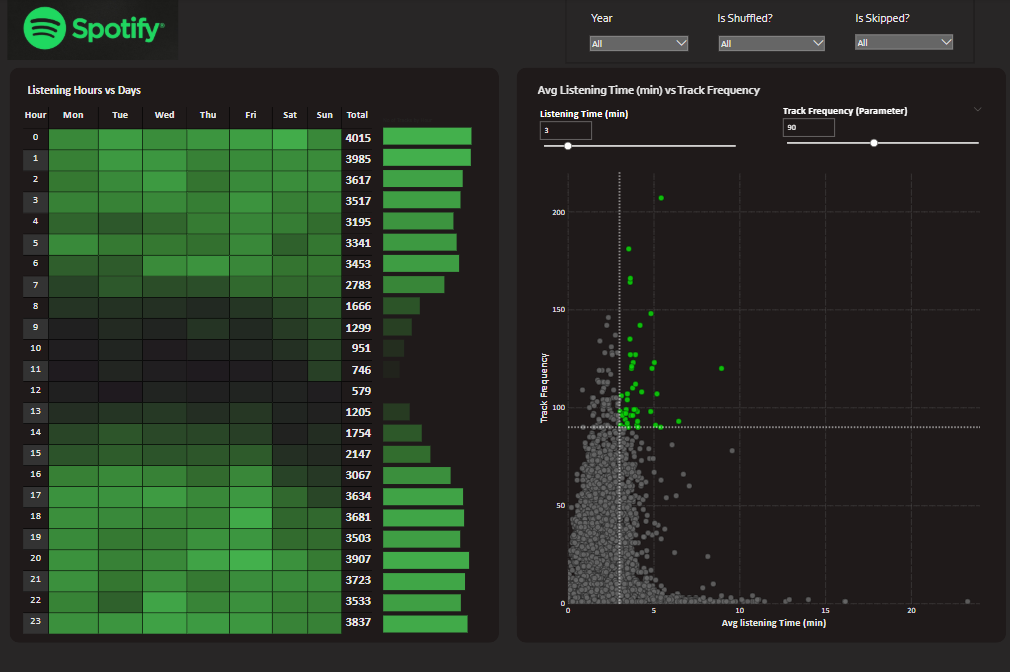 Spotify®
Year Is Shuffled? Is Skipped?
All All All
Listening Hours vs Days
Hour Mon Tue Wed Thu Fri Sat Sun Total
0 4015
1 3985
2 3617
3 3517
4 3195
5 3341
6 3453
7 2783
8 1666
9 1299
10 951
11 746
12 579
13 1205
14 1754
15 2147
16 3067
17 3634
18 3681
19 3503
20 3907
21 3723
22 3533
23 3837
Avg Listening Time (min) vs Track Frequency
Listening Time (min)
3
Track Frequency (Parameter)
90
Track Frequency
200
150
100
50
0
0 5 10 15 20
Avg listening Time (min)